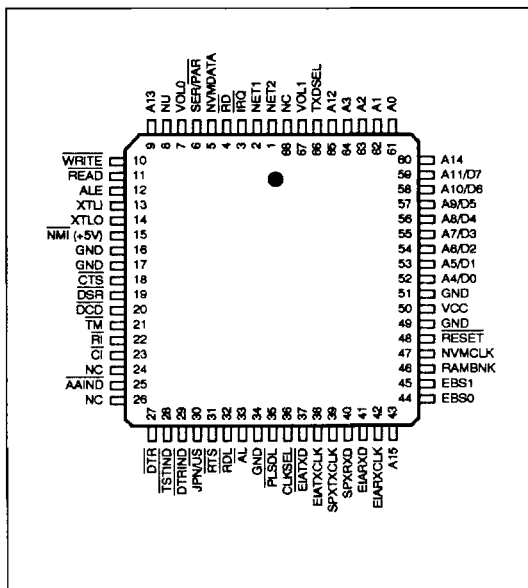 A13 NU VOL0 SER/PAR NVMDATA RD IRQ NET1 NET2 NC VOL1 TXDSEL A12 A3 A2 A1 A0
9 8 7 6 5 4 3 2 1 68 67 66 65 64 63 62 61
WRITE 10
READ 11
ALE 12
XTLI 13
XTLO 14
NMI (+5V) 15
GND 16
GND 17
CTS 18
DSR 19
DCD 20
TM 21
RI 22
CI 23
NC 24
AAIND 25
NC 26
60 A14
59 A11/D7
58 A10/D6
57 A9/D5
56 A8/D4
55 A7/D3
54 A6/D2
53 A5/D1
52 A4/D0
51 GND
50 VCC
49 GND
48 RESET
47 NVMCLK
46 RAMBNK
45 EBS1
44 EBS0
27 28 29 30 31 32 33 34 35 36 37 38 39 40 41 42 43
DTR TSTIND DTRIND JPN/US RTS RDL AL GND PLSDL CLKSEL EIATXD EIATXCLK SPXTXCLK SPXRXD EIARXD EIARXCLK A15